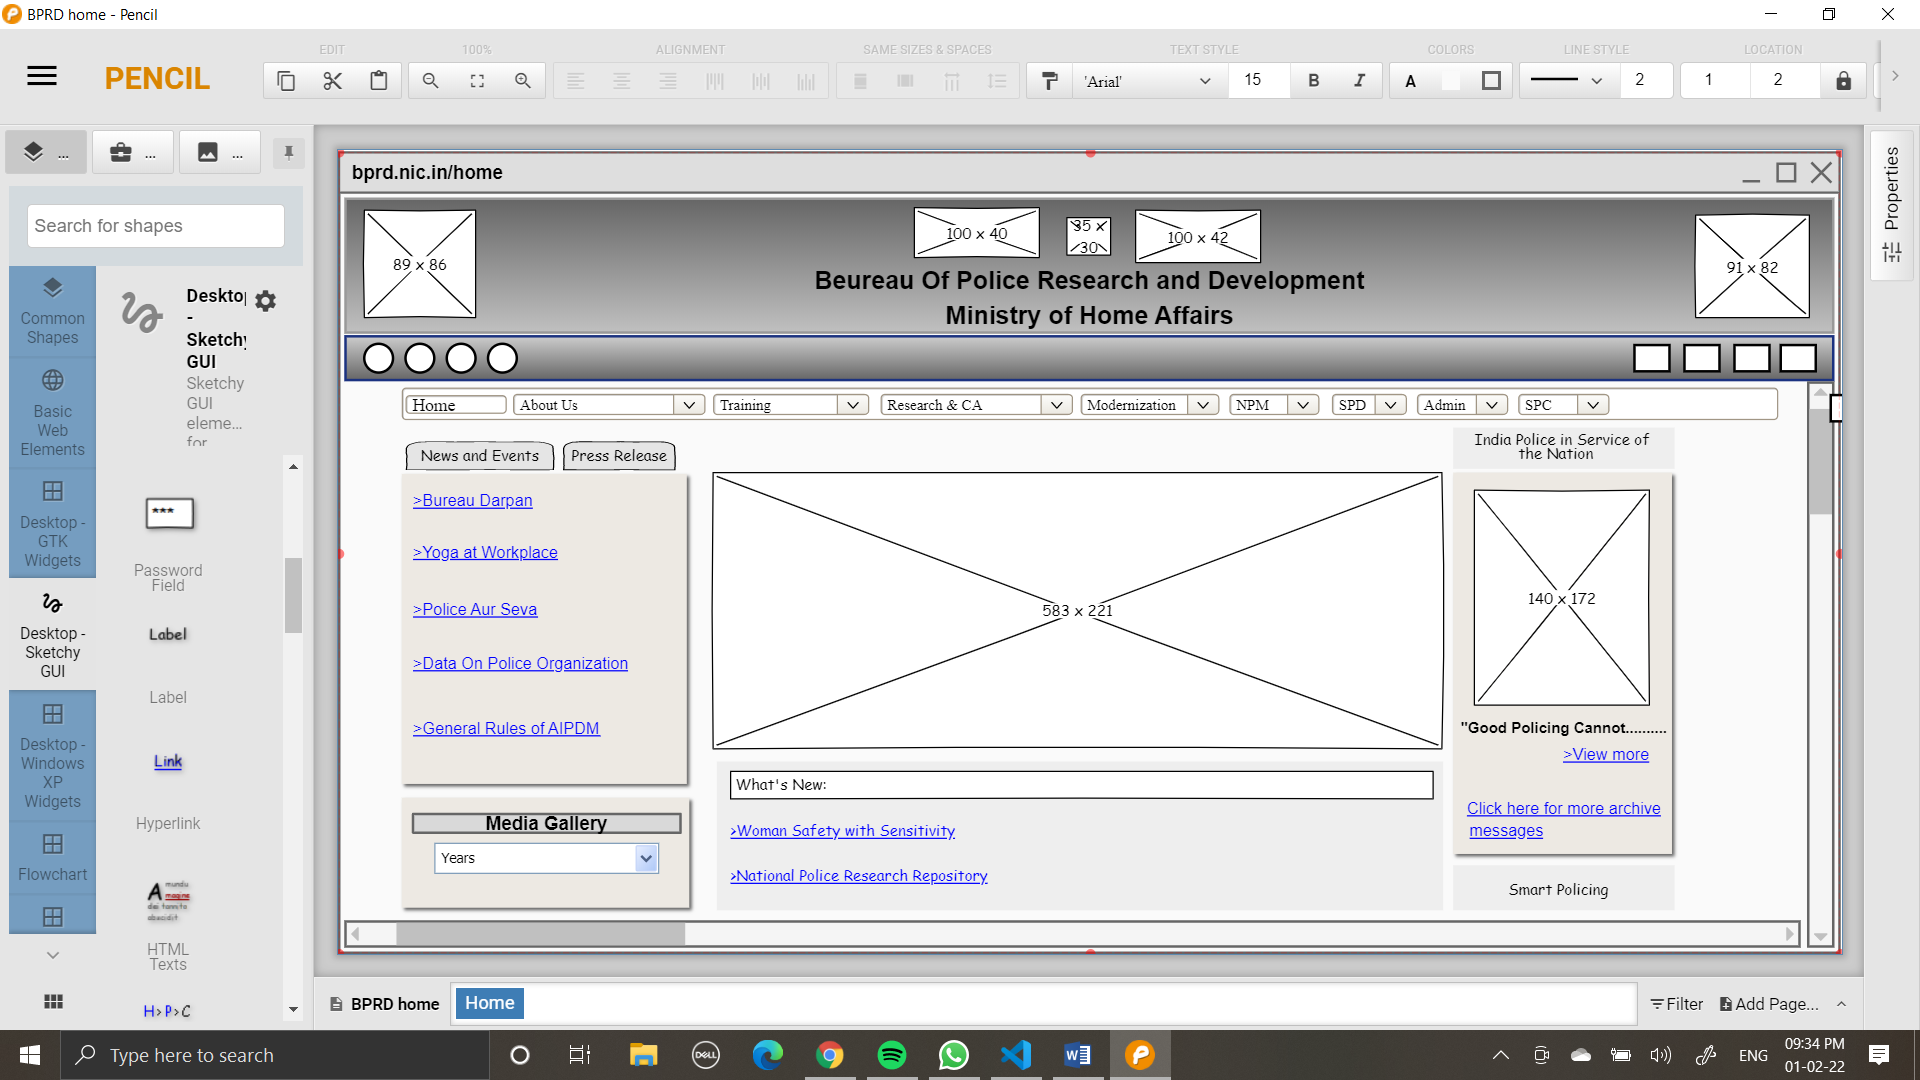 BPRD home - Pencil
EDIT
100%
ALIGNMENT
SAME SIZES & SPACES
TEXT STYLE
COLORS
LINE STYLE
LOCATION
PENCIL
'Arial'
15
B
I
A
2
1
2
...
...
...
Search for shapes
Common
Shapes
Basic
Web
Elements
Desktop -
GTK
Widgets
Desktop -
Sketchy
GUI
Desktop -
Windows
XP
Widgets
Flowchart
Desktop
-
Sketchy
GUI
Sketchy
GUI
eleme...
for
***
Password
Field
Label
Label
Link
Hyperlink
HTML
Texts
H>P>C
bprd.nic.in/home
89 x 86
100 x 40
35 x
30
100 x 42
91 x 82
Beureau Of Police Research and Development
Ministry of Home Affairs
Home
About Us
Training
Research & CA
Modernization
NPM
SPD
Admin
SPC
News and Events
Press Release
>Bureau Darpan
>Yoga at Workplace
>Police Aur Seva
>Data On Police Organization
>General Rules of AIPDM
Media Gallery
Years
583 x 221
What's New:
>Woman Safety with Sensitivity
>National Police Research Repository
India Police in Service of
the Nation
140 x 172
"Good Policing Cannot..........
>View more
Click here for more archive
messages
Smart Policing
Properties
BPRD home
Home
Filter
Add Page...
Type here to search
DELL
ENG
09:34 PM
01-02-22